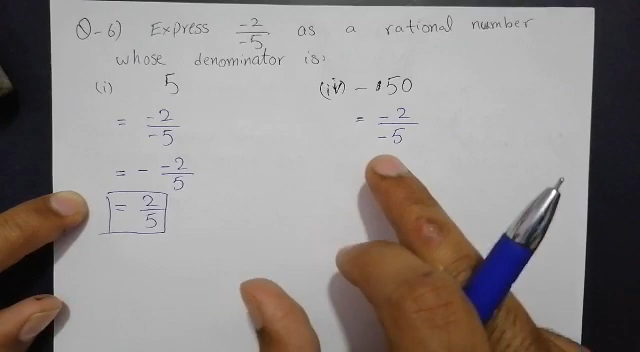 Q-6) Express -2/-5 as a rational number
whose denominator is:
(i) 5
= -2/-5
= - -2/5
= 2/5
(iv) -50
= -2/-5